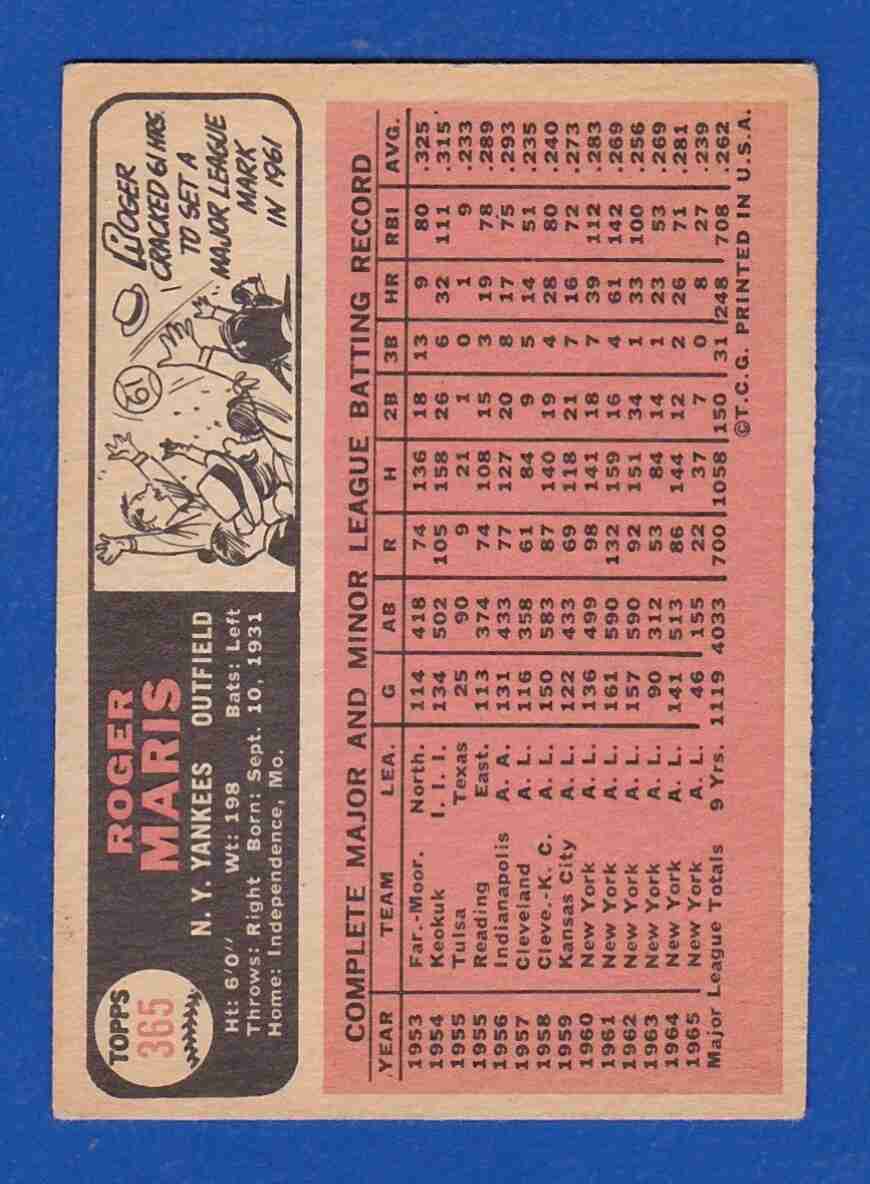 TOPPS
365
ROGER
MARIS
N. Y. YANKEES OUTFIELD
Ht: 6'0" Wt: 198 Bats: Left
Throws: Right Born: Sept. 10, 1931
Home: Independence, Mo.
ROGER
CRACKED 61 HRS.
TO SET A
MAJOR LEAGUE
MARK
IN 1961
61
COMPLETE MAJOR AND MINOR LEAGUE BATTING RECORD
YEAR TEAM LEA. G AB R H 2B 3B HR RBI AVG.
1953 Far.-Moor. North. 114 418 74 136 18 13 9 80 .325
1954 Keokuk I. I. I. 134 502 105 158 26 6 32 111 .315
1955 Tulsa Texas 25 90 9 21 1 0 1 9 .233
1955 Reading East. 113 374 74 108 15 3 19 78 .289
1956 Indianapolis A. A. 131 433 77 127 20 8 17 75 .293
1957 Cleveland A. L. 116 358 61 84 9 5 14 51 .235
1958 Cleve.-K. C. A. L. 150 583 87 140 19 4 28 80 .240
1959 Kansas City A. L. 122 433 69 118 21 7 16 72 .273
1960 New York A. L. 136 499 98 141 18 7 39 112 .283
1961 New York A. L. 161 590 132 159 16 4 61 142 .269
1962 New York A. L. 157 590 92 151 34 1 33 100 .256
1963 New York A. L. 90 312 53 84 14 1 23 53 .269
1964 New York A. L. 141 513 86 144 12 2 26 71 .281
1965 New York A. L. 46 155 22 37 7 0 8 27 .239
Major League Totals 9 Yrs. 1119 4033 700 1058 150 31 248 708 .262
©T.C.G. PRINTED IN U.S.A.